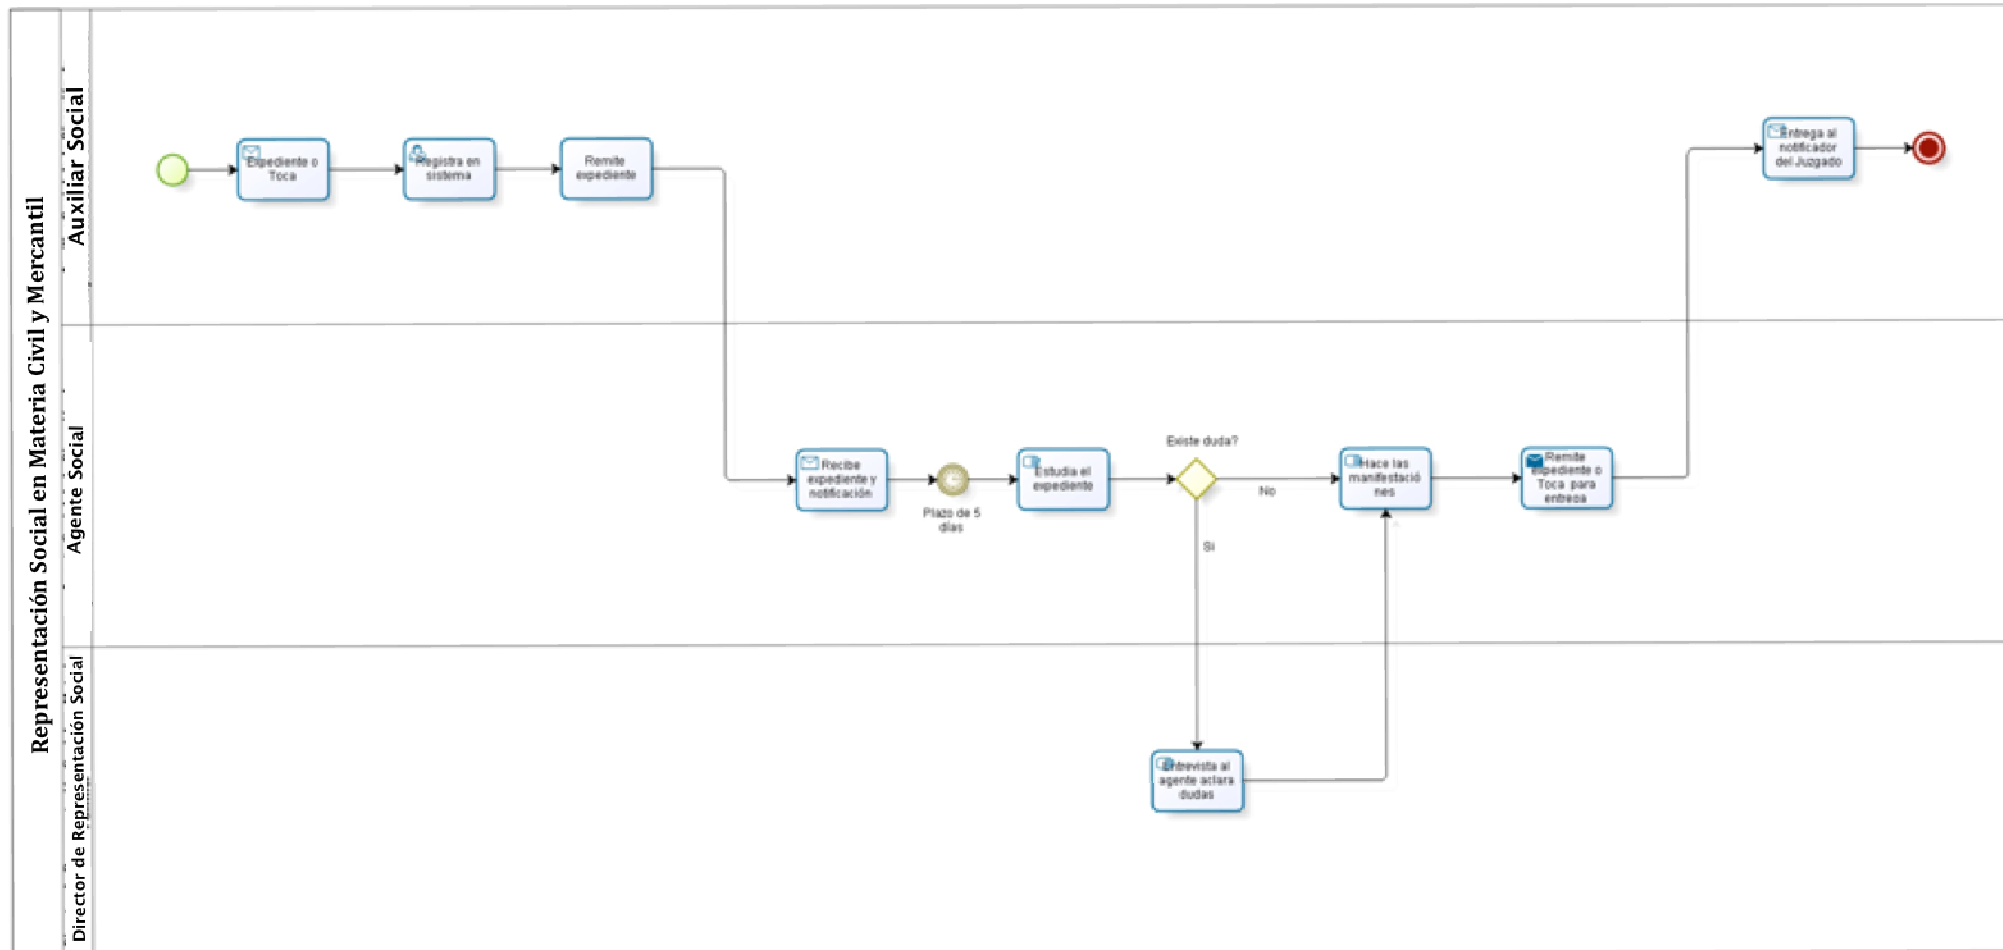 Representación Social en Materia Civil y Mercantil
Auxiliar Social
Expediente o
Toca
Registra en
sistema
Remite
expediente
Entrega al
notificador
del Juzgado
Agente Social
Recibe
expediente y
notificación
Plazo de 5
días
Estudia el
expediente
Existe duda?
No
Si
Hace las
manifestacio
nes
Remite
expediente o
Toca para
entrega
Director de Representación Social
Entrevista al
agente aclara
dudas